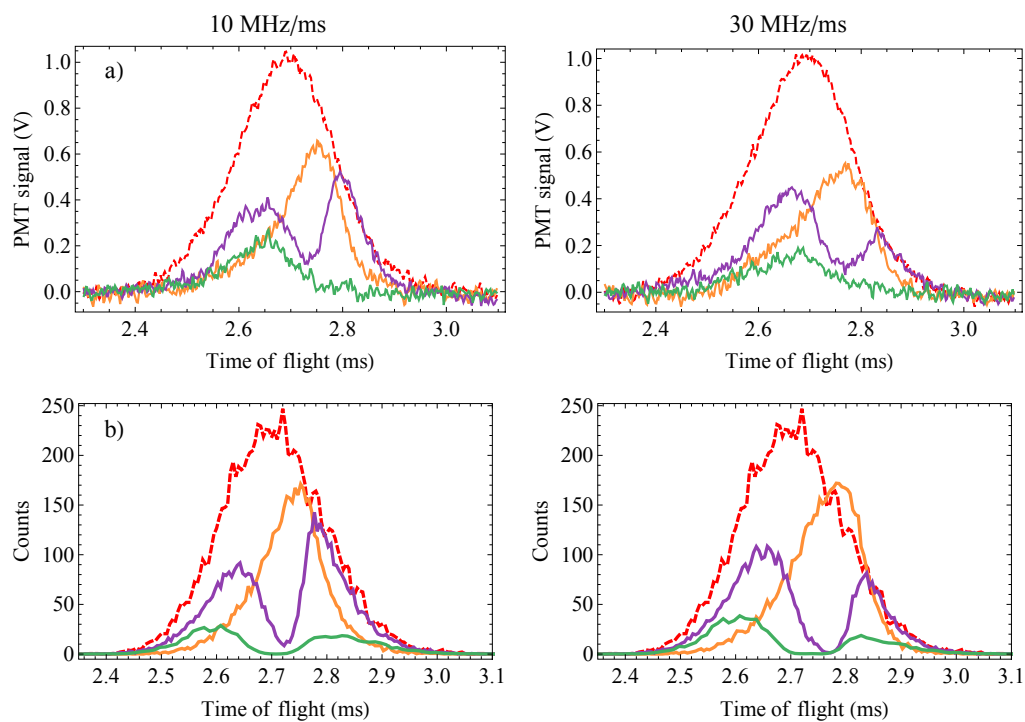 10 MHz/ms
30 MHz/ms
a)
PMT signal (V)
1.0
0.8
0.6
0.4
0.2
0.0
2.4 2.6 2.8 3.0
Time of flight (ms)
PMT signal (V)
1.0
0.8
0.6
0.4
0.2
0.0
2.4 2.6 2.8 3.0
Time of flight (ms)
b)
Counts
250
200
150
100
50
0
2.4 2.5 2.6 2.7 2.8 2.9 3.0 3.1
Time of flight (ms)
Counts
250
200
150
100
50
0
2.4 2.5 2.6 2.7 2.8 2.9 3.0 3.1
Time of flight (ms)